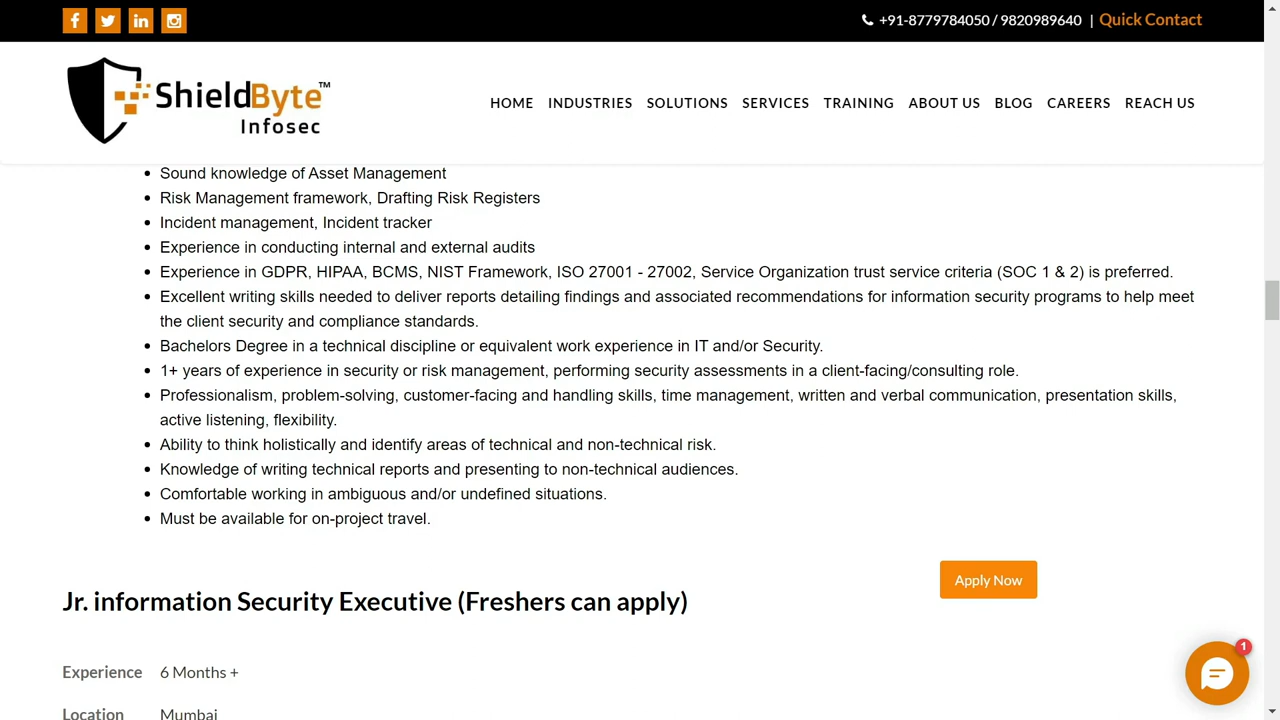 +91-8779784050 / 9820989640 | Quick Contact
ShieldByte™
Infosec
HOME INDUSTRIES SOLUTIONS SERVICES TRAINING ABOUT US BLOG CAREERS REACH US
• Sound knowledge of Asset Management
• Risk Management framework, Drafting Risk Registers
• Incident management, Incident tracker
• Experience in conducting internal and external audits
• Experience in GDPR, HIPAA, BCMS, NIST Framework, ISO 27001 - 27002, Service Organization trust service criteria (SOC 1 & 2) is preferred.
• Excellent writing skills needed to deliver reports detailing findings and associated recommendations for information security programs to help meet
the client security and compliance standards.
• Bachelors Degree in a technical discipline or equivalent work experience in IT and/or Security.
• 1+ years of experience in security or risk management, performing security assessments in a client-facing/consulting role.
• Professionalism, problem-solving, customer-facing and handling skills, time management, written and verbal communication, presentation skills,
active listening, flexibility.
• Ability to think holistically and identify areas of technical and non-technical risk.
• Knowledge of writing technical reports and presenting to non-technical audiences.
• Comfortable working in ambiguous and/or undefined situations.
• Must be available for on-project travel.
Apply Now
Jr. information Security Executive (Freshers can apply)
1
Experience 6 Months +
Location Mumbai